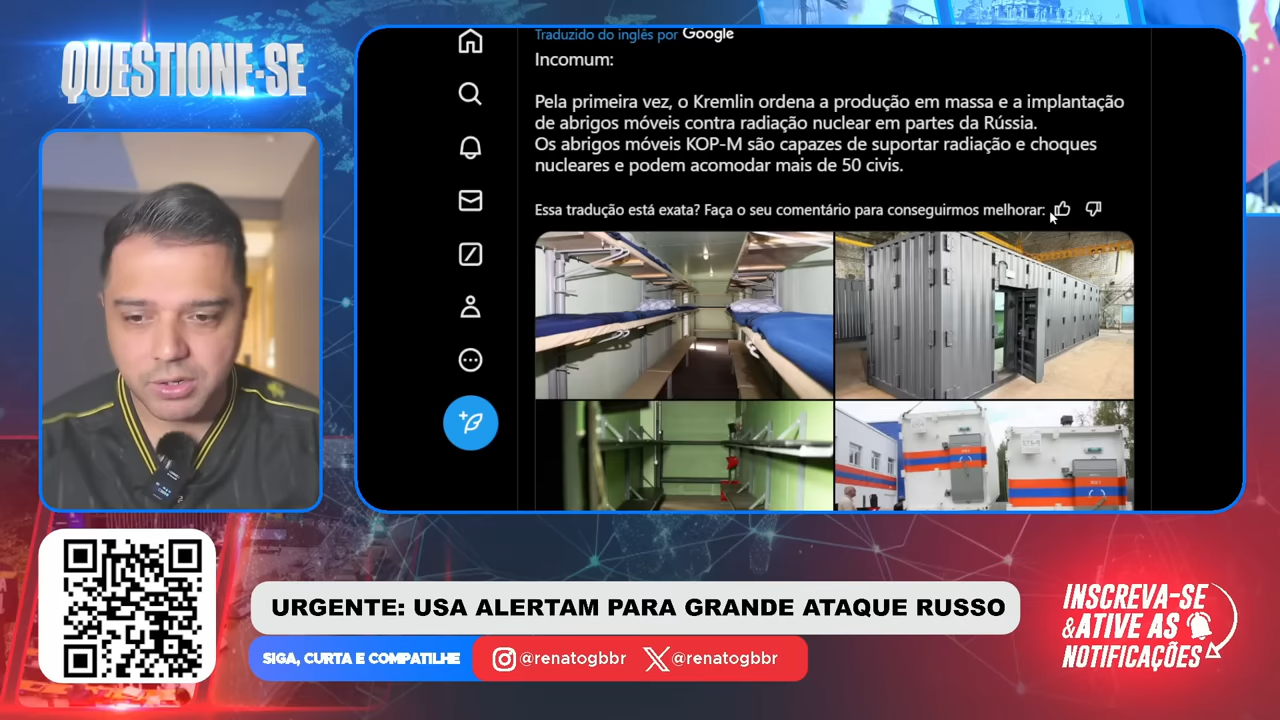 QUESTIONE-SE
Traduzido do inglês por Google
Incomum:
Pela primeira vez, o Kremlin ordena a produção em massa e a implantação
de abrigos móveis contra radiação nuclear em partes da Rússia.
Os abrigos móveis KOP-M são capazes de suportar radiação e choques
nucleares e podem acomodar mais de 50 civis.
Essa tradução está exata? Faça o seu comentário para conseguirmos melhorar:
URGENTE: USA ALERTAM PARA GRANDE ATAQUE RUSSO
SIGA, CURTA E COMPATILHE
@renatogbbr
@renatogbbr
INSCREVA-SE
&ATIVE AS
NOTIFICAÇÕES